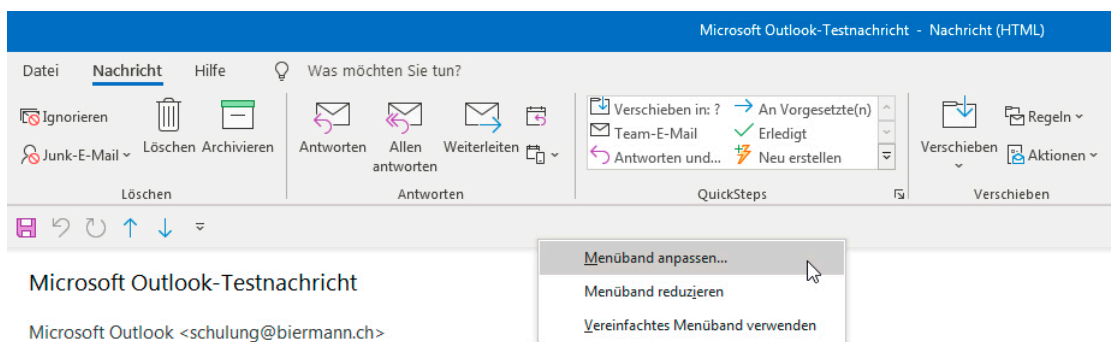 Microsoft Outlook-Testnachricht - Nachricht (HTML)
Datei Nachricht Hilfe Was möchten Sie tun?
Ignorieren
Junk-E-Mail
Löschen Archivieren
Löschen
Antworten
Allen
antworten
Weiterleiten
Antworten
Verschieben in: ? An Vorgesetzte(n)
Team-E-Mail Erledigt
Antworten und... Neu erstellen
QuickSteps
Verschieben
Regeln
Aktionen
Verschieben
Menüband anpassen...
Menüband reduzieren
Vereinfachtes Menüband verwenden
Microsoft Outlook-Testnachricht
Microsoft Outlook <schulung@biermann.ch>